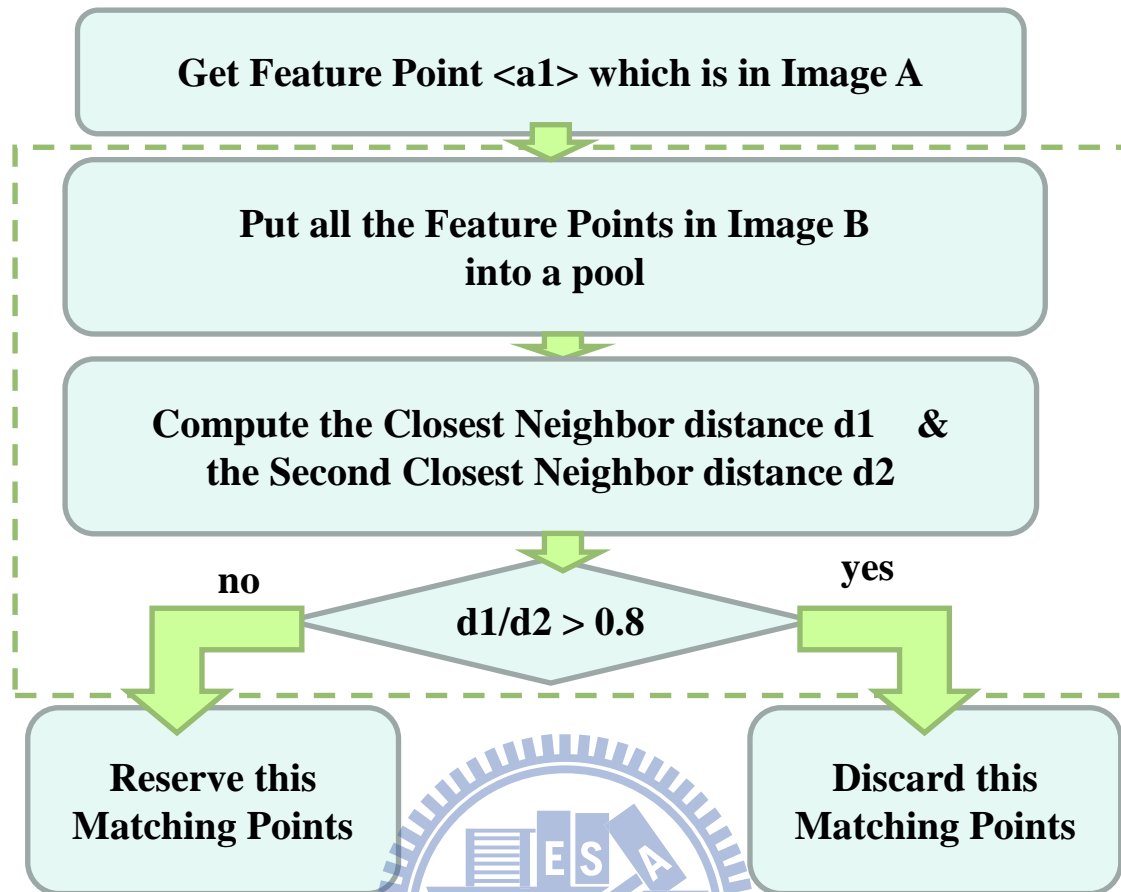 Get Feature Point <a1> which is in Image A
Put all the Feature Points in Image B
into a pool
Compute the Closest Neighbor distance d1 &
the Second Closest Neighbor distance d2
no
yes
d1/d2 > 0.8
Reserve this
Matching Points
Discard this
Matching Points
E S A